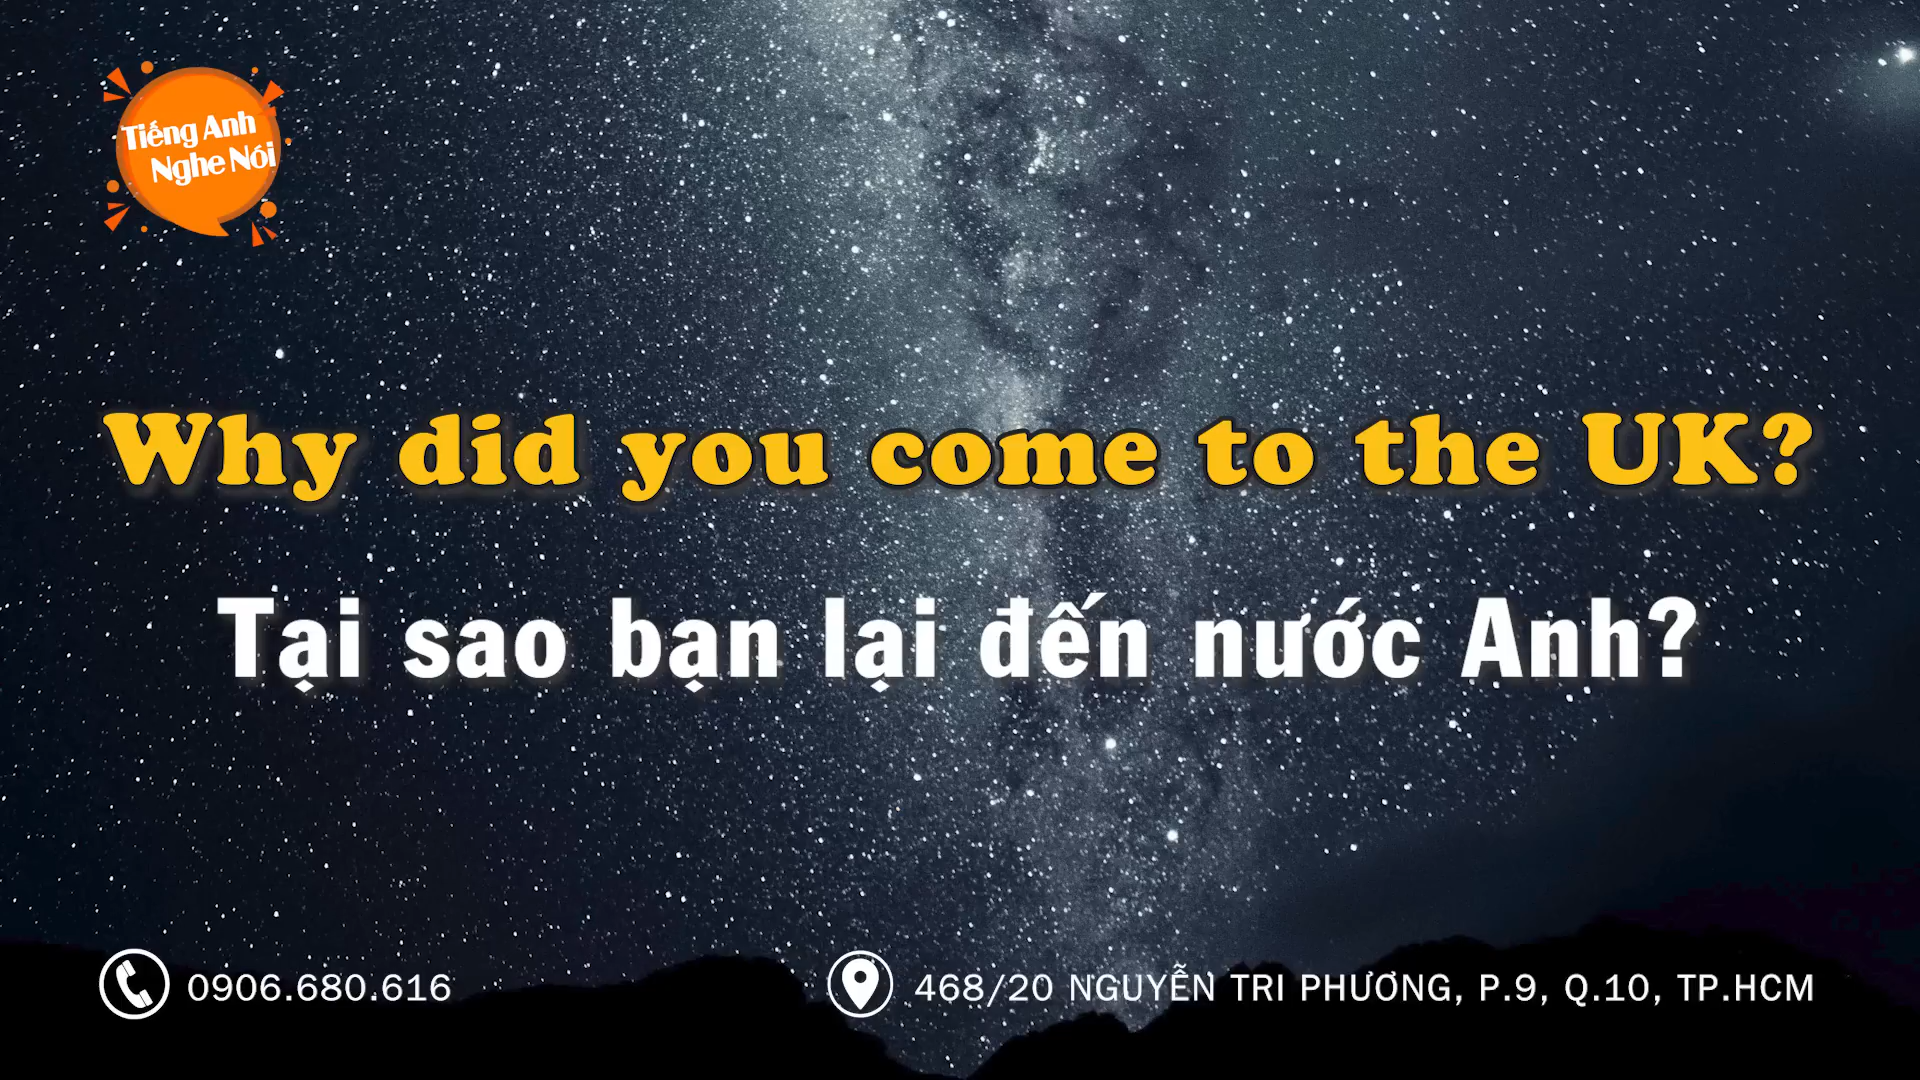 Tiếng Anh
Nghe Nói
Why did you come to the UK?
Tại sao bạn lại đến nước Anh?
0906.680.616
468/20 NGUYỄN TRI PHƯƠNG, P.9, Q.10, TP.HCM